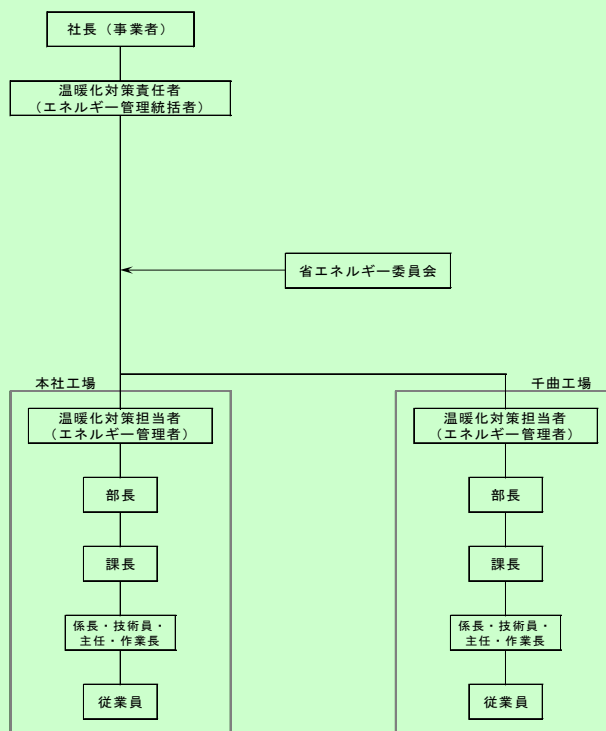 社長（事業者）
温暖化対策責任者
（エネルギー管理統括者）
省エネルギー委員会
本社工場
温暖化対策担当者
（エネルギー管理者）
部長
課長
係長・技術員・
主任・作業長
従業員
千曲工場
温暖化対策担当者
（エネルギー管理者）
部長
課長
係長・技術員・
主任・作業長
従業員